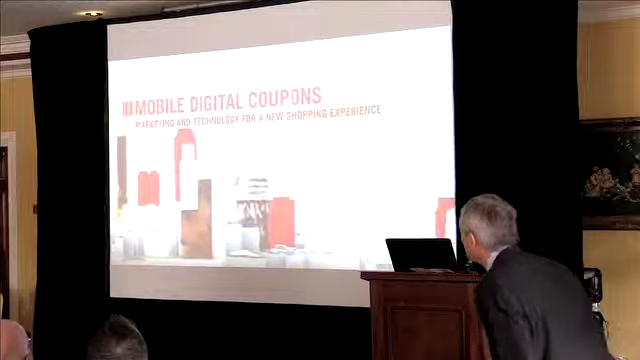 MOBILE DIGITAL COUPONS
MARKETING AND TECHNOLOGY FOR A NEW SHOPPING EXPERIENCE